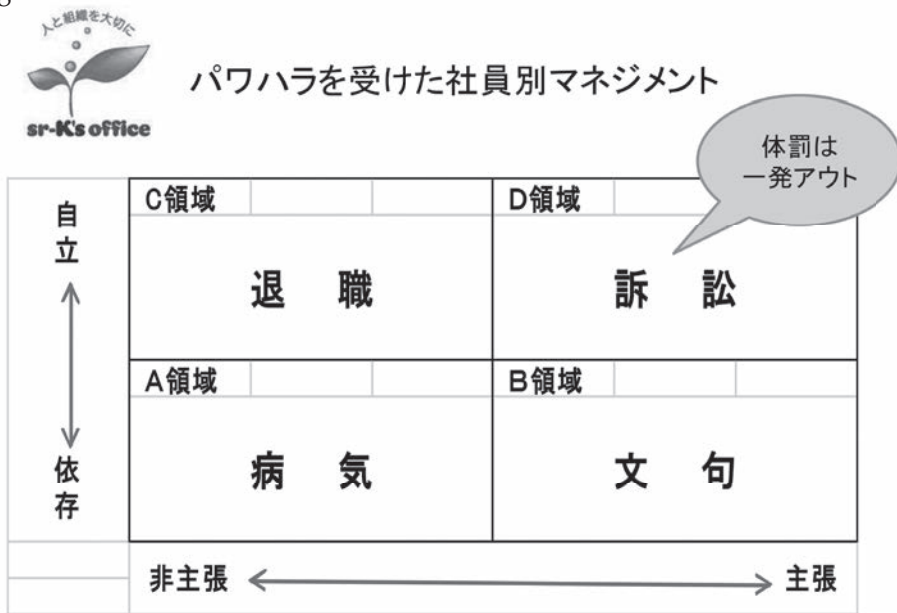 人と組織を大切に
sr-K's office
パワハラを受けた社員別マネジメント
体罰は
一発アウト
自立
依存
C領域
退 職
D領域
訴 訟
A領域
病 気
B領域
文 句
非主張
主張